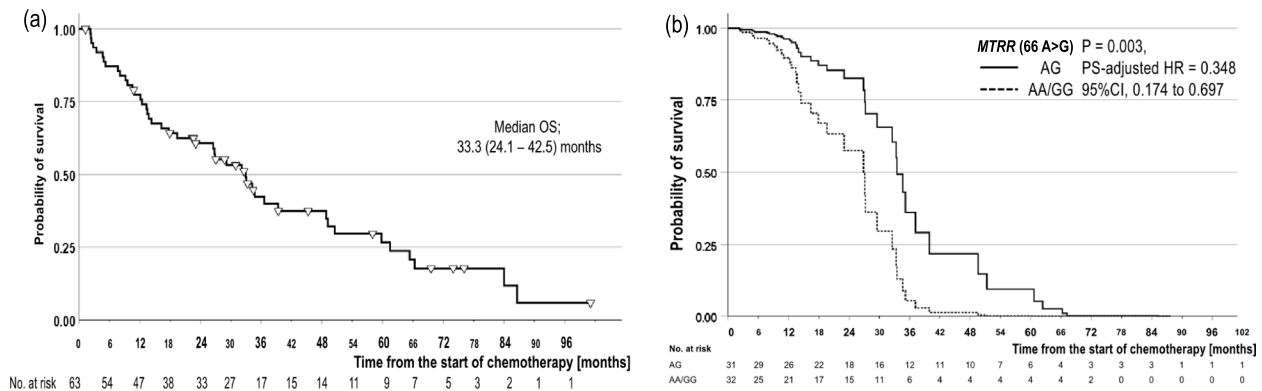 (a)
1.00
0.75
0.50
0.25
0.00
Probability of survival
Median OS;
33.3 (24.1 – 42.5) months
0 6 12 18 24 30 36 42 48 54 60 66 72 78 84 90 96
Time from the start of chemotherapy [months]
No. at risk 63 54 47 38 33 27 17 15 14 11 9 7 5 3 2 1 1
(b)
1.00
0.75
0.50
0.25
0.00
Probability of survival
MTRR (66 A>G) P = 0.003,
AG PS-adjusted HR = 0.348
AA/GG 95%CI, 0.174 to 0.697
0 6 12 18 24 30 36 42 48 54 60 66 72 78 84 90 96 102
Time from the start of chemotherapy [months]
No. at risk
AG 31 29 26 22 18 16 12 11 10 7 6 4 3 3 3 1 1 1
AA/GG 32 25 21 17 15 11 6 4 4 4 4 4 2 0 0 0 0